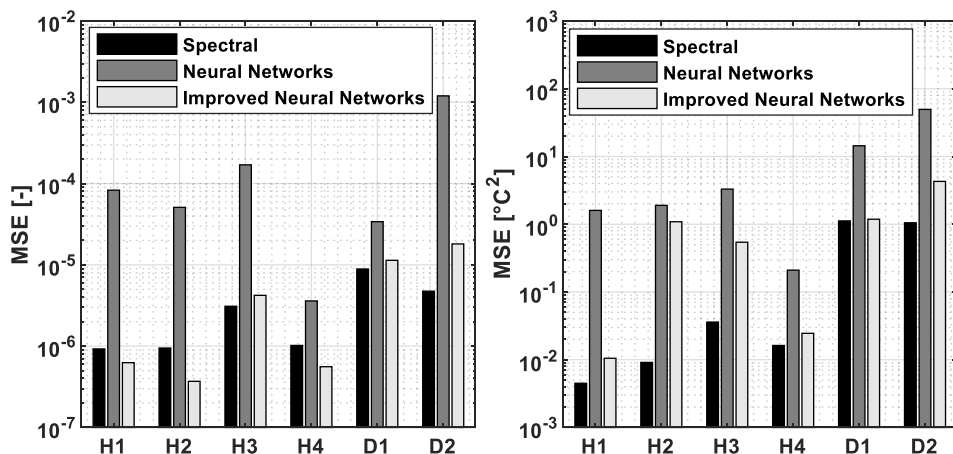 10^-2
10^-3
10^-4
10^-5
10^-6
10^-7
MSE [-]
Spectral
Neural Networks
Improved Neural Networks
H1 H2 H3 H4 D1 D2
10^3
10^2
10^1
10^0
10^-1
10^-2
10^-3
MSE [°C^2]
Spectral
Neural Networks
Improved Neural Networks
H1 H2 H3 H4 D1 D2